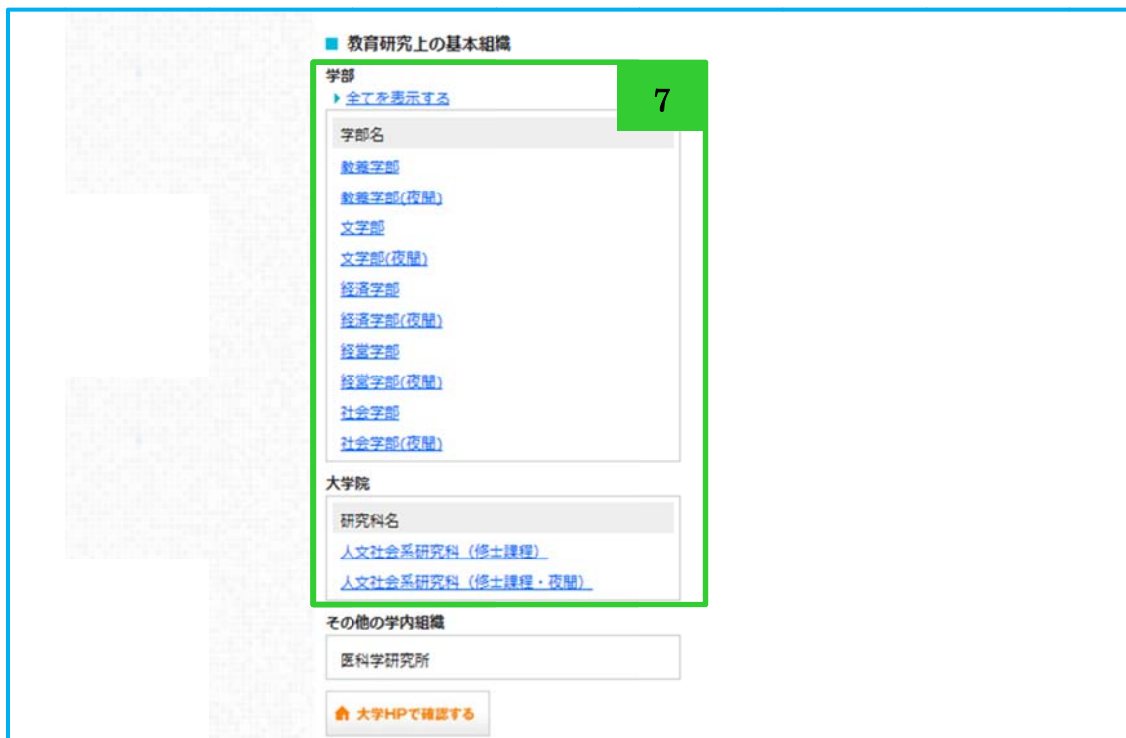 ■ 教育研究上の基本組織
学部
全てを表示する
7
学部名
教養学部
教養学部(夜間)
文学部
文学部(夜間)
経済学部
経済学部(夜間)
経営学部
経営学部(夜間)
社会学部
社会学部(夜間)
大学院
研究科名
人文社会系研究科（修士課程）
人文社会系研究科（修士課程・夜間）
その他の学内組織
医科学研究所
大学HPで確認する